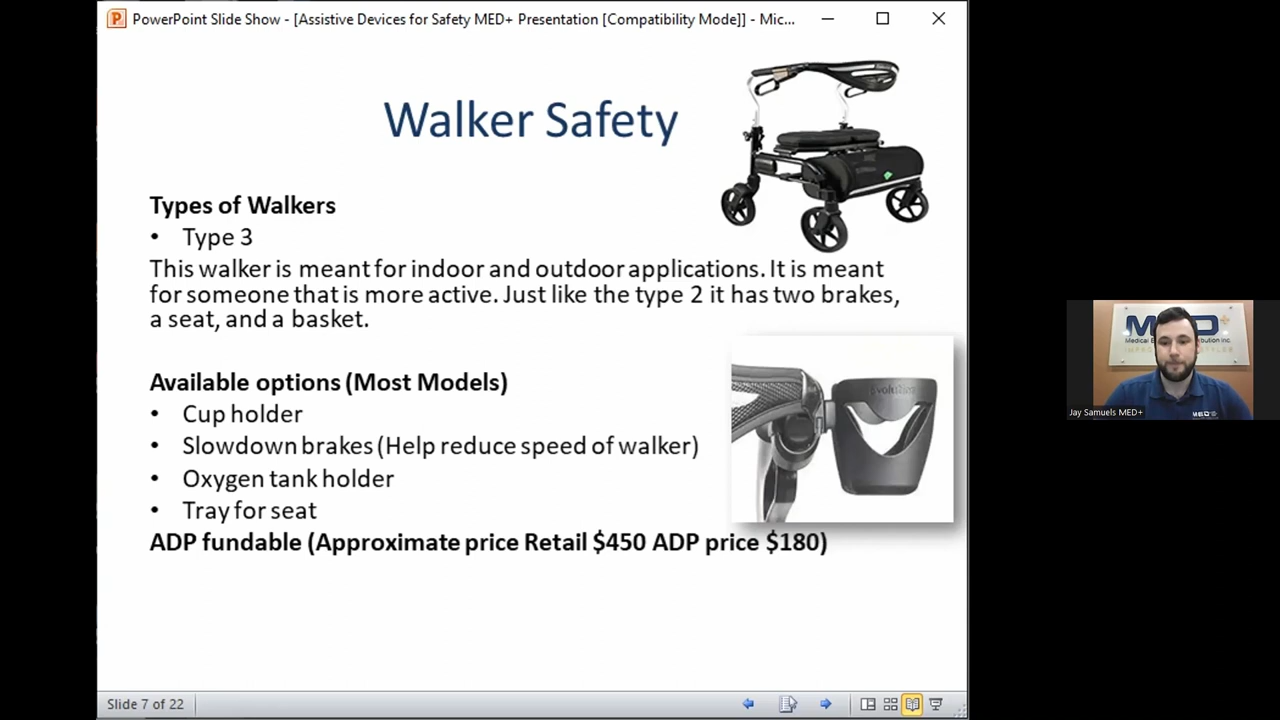 PowerPoint Slide Show - [Assistive Devices for Safety MED+ Presentation [Compatibility Mode]] - Mic...
Walker Safety
Types of Walkers
• Type 3
This walker is meant for indoor and outdoor applications. It is meant
for someone that is more active. Just like the type 2 it has two brakes,
a seat, and a basket.
Available options (Most Models)
• Cup holder
• Slowdown brakes (Help reduce speed of walker)
• Oxygen tank holder
• Tray for seat
ADP fundable (Approximate price Retail $450 ADP price $180)
Medical
Inc.
MED+
Jay Samuels MED+
Slide 7 of 22